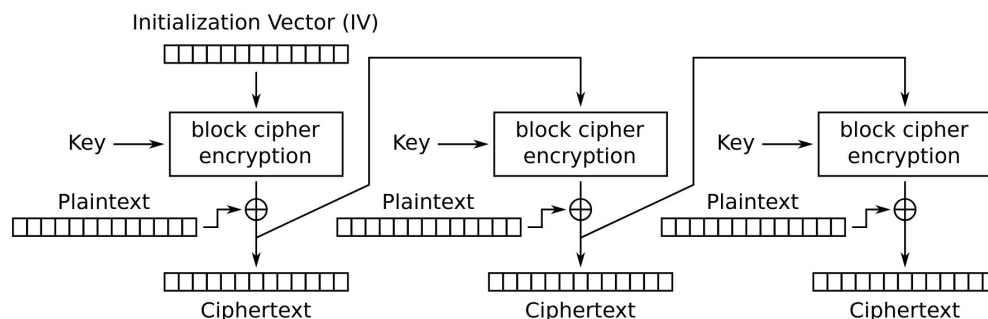 Initialization Vector (IV)
Key
block cipher
encryption
Plaintext
Ciphertext
Key
block cipher
encryption
Plaintext
Ciphertext
Key
block cipher
encryption
Plaintext
Ciphertext